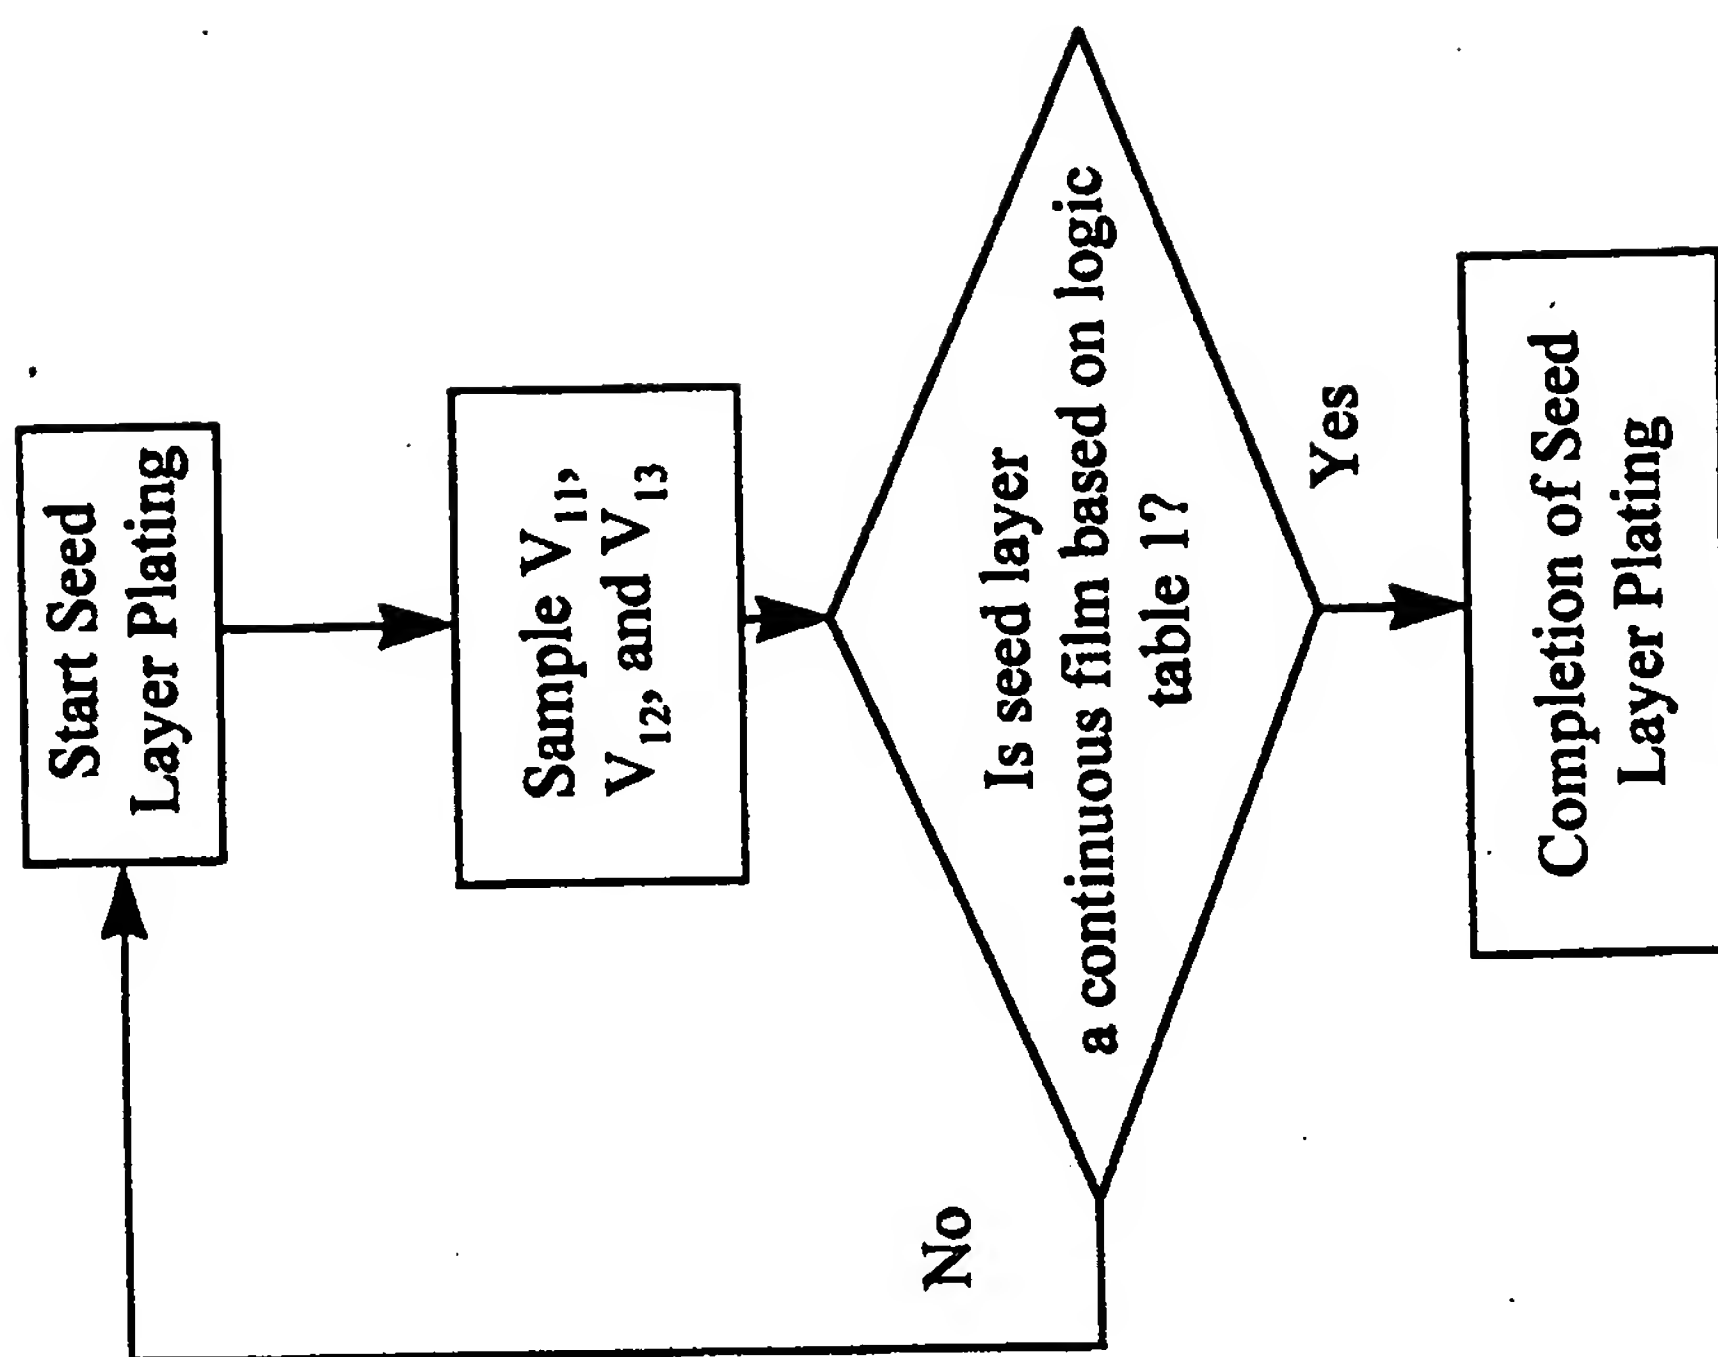 Start Seed
Layer Plating
Sample V₁₁,
V₁₂, and V₁₃
Is seed layer
a continuous film based on logic
table 1?
No
Yes
Completion of Seed
Layer Plating